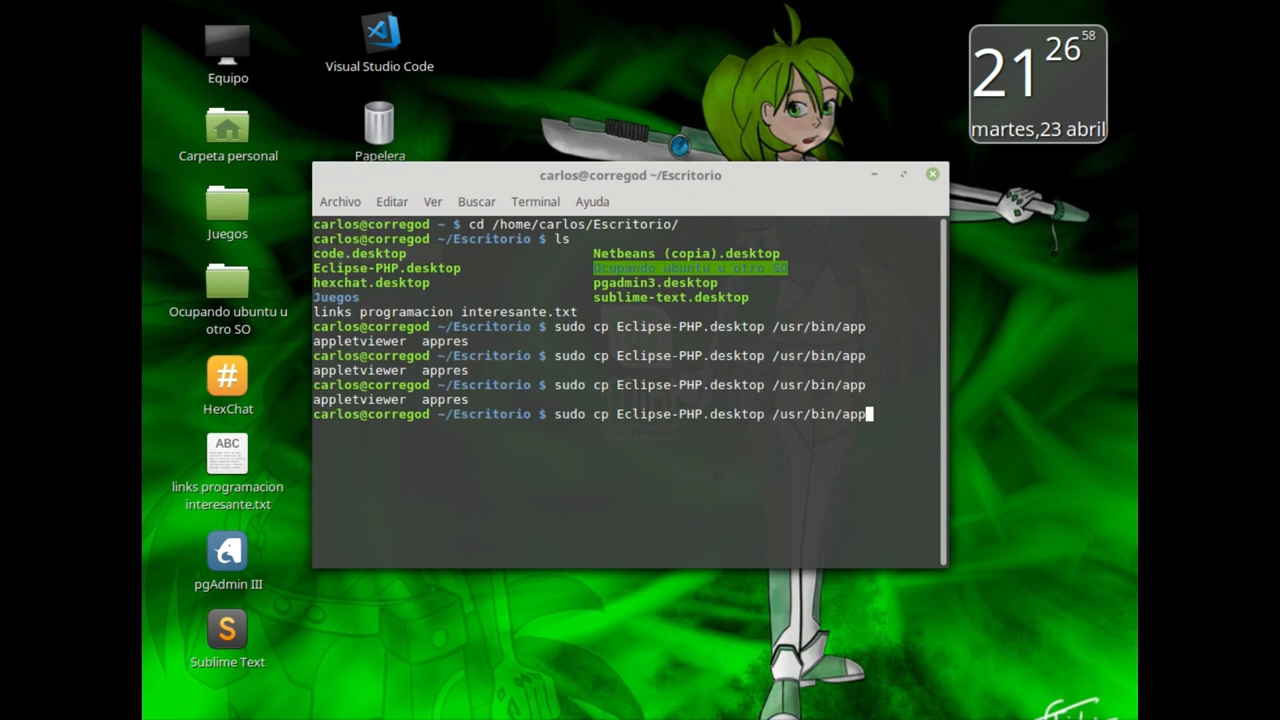 Equipo
Visual Studio Code
Carpeta personal
Papelera
Juegos
Ocupando ubuntu u
otro SO
#
HexChat
ABC
links programacion
interesante.txt
pgAdmin III
S
Sublime Text
21 26 58
martes,23 abril
carlos@corregod ~/Escritorio
Archivo Editar Ver Buscar Terminal Ayuda
carlos@corregod ~ $ cd /home/carlos/Escritorio/
carlos@corregod ~/Escritorio $ ls
code.desktop Netbeans (copia).desktop
Eclipse-PHP.desktop Ocupando ubuntu u otro SO
hexchat.desktop pgadmin3.desktop
Juegos sublime-text.desktop
links programacion interesante.txt
carlos@corregod ~/Escritorio $ sudo cp Eclipse-PHP.desktop /usr/bin/app
appletviewer appres
carlos@corregod ~/Escritorio $ sudo cp Eclipse-PHP.desktop /usr/bin/app
appletviewer appres
carlos@corregod ~/Escritorio $ sudo cp Eclipse-PHP.desktop /usr/bin/app
appletviewer appres
carlos@corregod ~/Escritorio $ sudo cp Eclipse-PHP.desktop /usr/bin/app